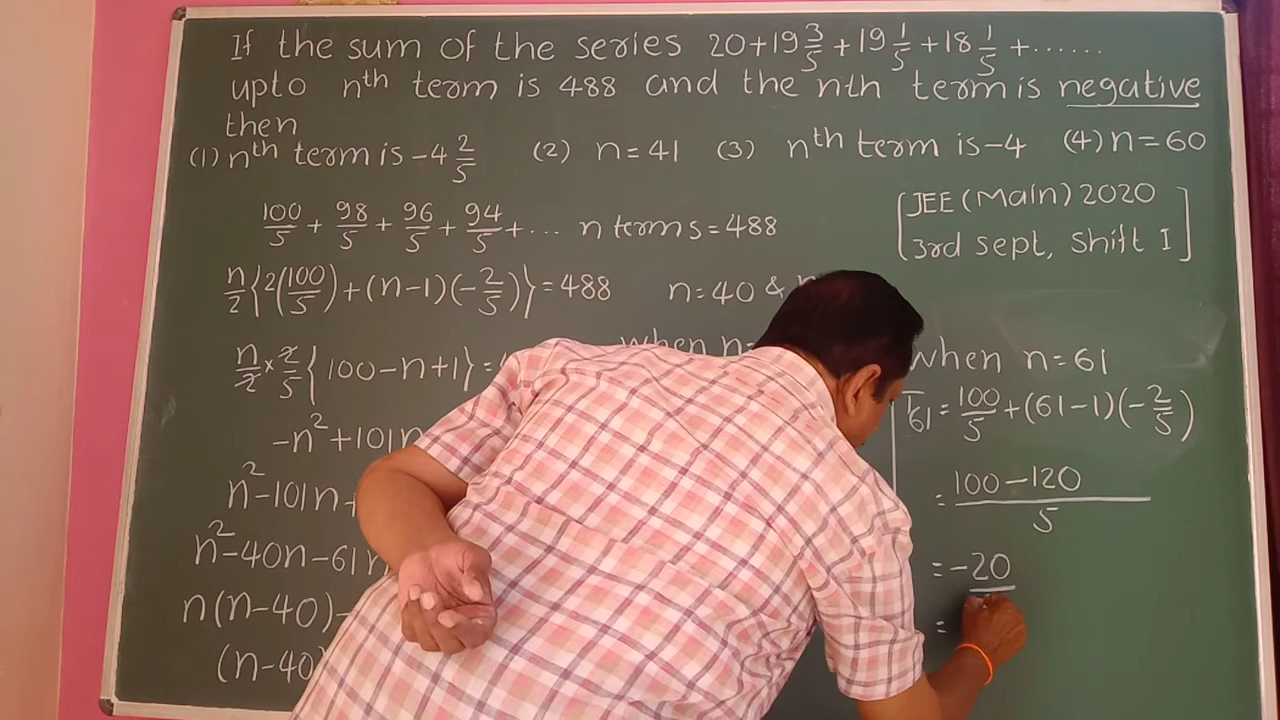 If the sum of the series 20+19 3/5+19 1/5+18 1/5+......
upto nth term is 488 and the nth term is negative
then
(1) nth term is -4 2/5 (2) n=41 (3) nth term is -4 (4) n=60
[JEE (Main) 2020
3rd Sept, Shift I]
100/5 + 98/5 + 96/5 + 94/5 + ... n terms=488
n/2 {2(100/5)+(n-1)(-2/5)}=488
n/2 × 2/5 {100-n+1}=
-n²+101n
n²-101n+
n²-40n-61n
n(n-40)-
(n-40)
n=40 &
when n=
when n=61
T61=100/5+(61-1)(-2/5)
=100-120/5
=-20
=